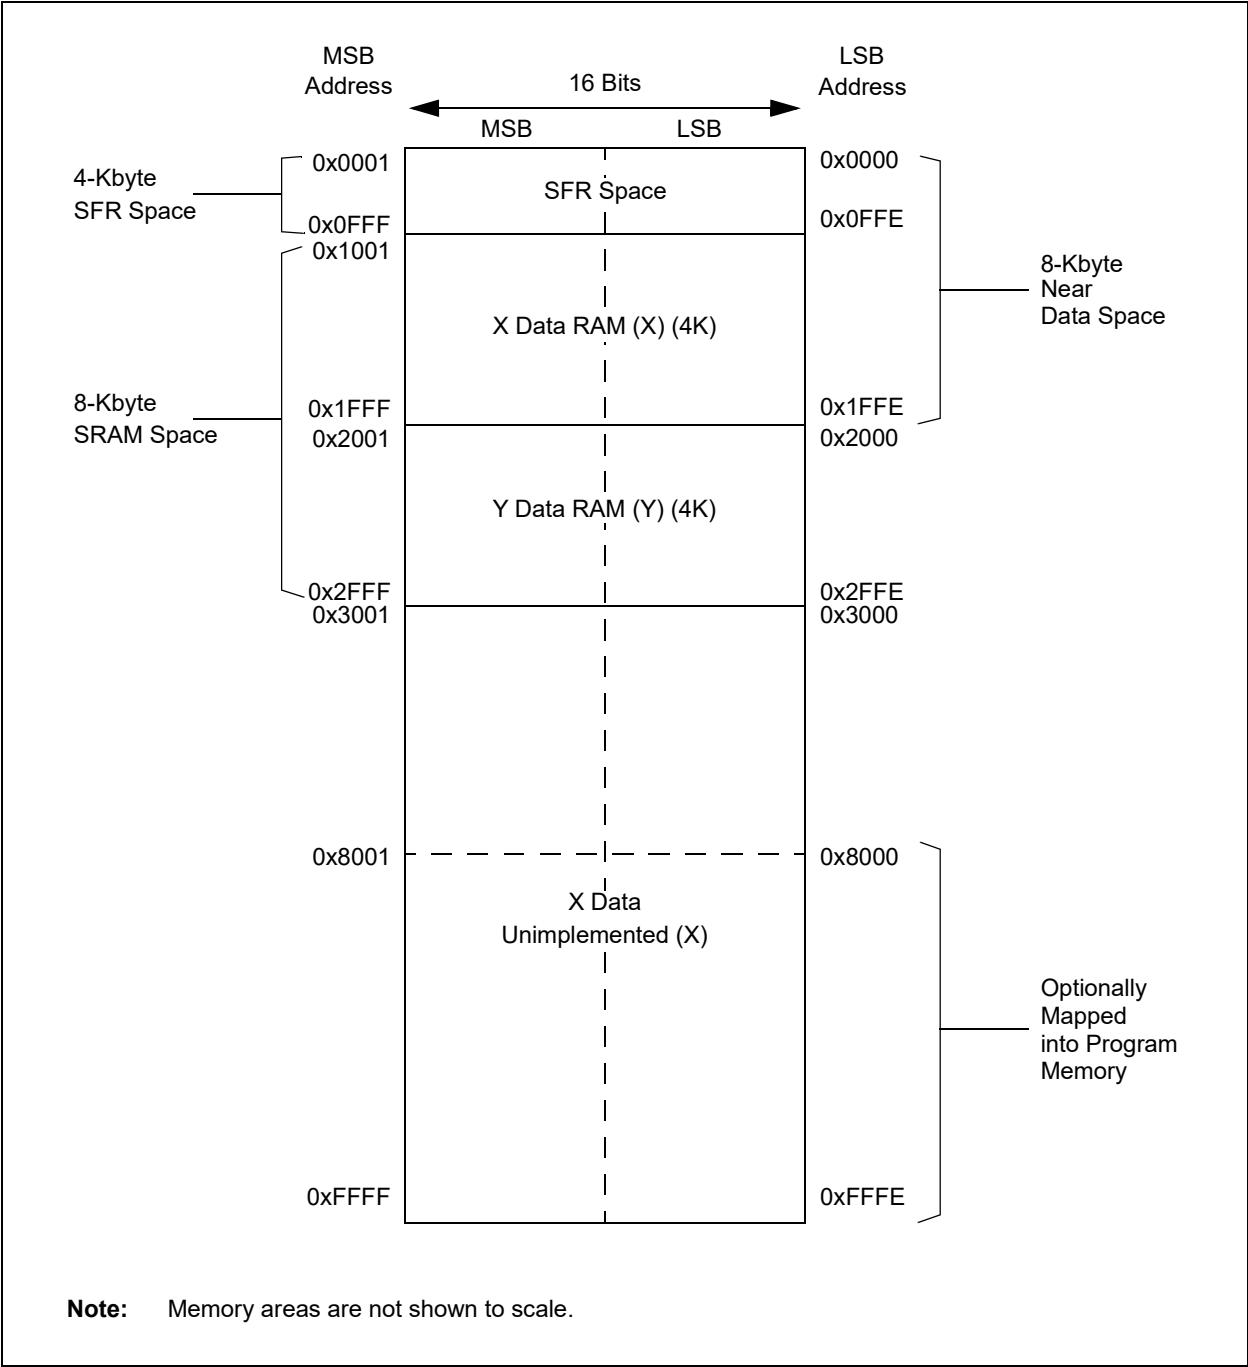 MSB
Address
16 Bits
LSB
Address
MSB
LSB
4-Kbyte
SFR Space
0x0001
0x0FFF
SFR Space
0x0000
0x0FFE
8-Kbyte
SRAM Space
0x1001
0x1FFF
X Data RAM (X) (4K)
0x1FFE
8-Kbyte
Near
Data Space
0x2001
0x2FFF
Y Data RAM (Y) (4K)
0x2000
0x2FFE
0x3001
0x3000
0x8001
0x8000
X Data
Unimplemented (X)
Optionally
Mapped
into Program
Memory
0xFFFF
0xFFFE
Note: Memory areas are not shown to scale.